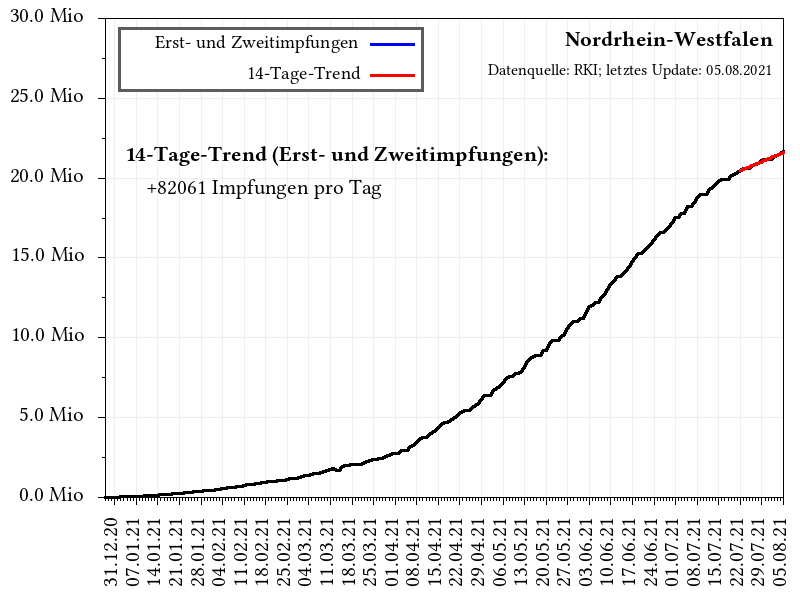 30.0 Mio
25.0 Mio
20.0 Mio
15.0 Mio
10.0 Mio
5.0 Mio
0.0 Mio
Erst- und Zweitimpfungen
14-Tage-Trend
Nordrhein-Westfalen
Datenquelle: RKI; letztes Update: 05.08.2021
14-Tage-Trend (Erst- und Zweitimpfungen):
+82061 Impfungen pro Tag
31.12.20
07.01.21
14.01.21
21.01.21
28.01.21
04.02.21
11.02.21
18.02.21
25.02.21
04.03.21
11.03.21
18.03.21
25.03.21
01.04.21
08.04.21
15.04.21
22.04.21
29.04.21
06.05.21
13.05.21
20.05.21
27.05.21
03.06.21
10.06.21
17.06.21
24.06.21
01.07.21
08.07.21
15.07.21
22.07.21
29.07.21
05.08.21